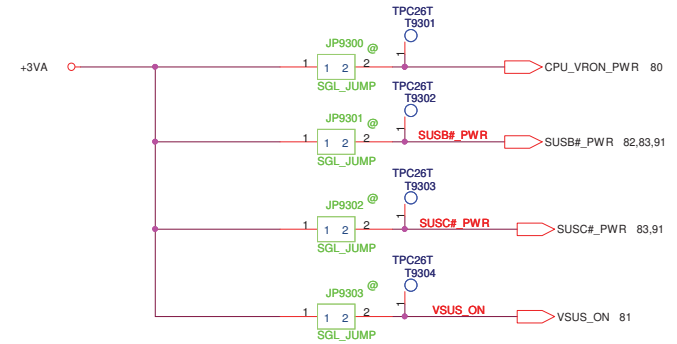 TPC26T
T9301
JP9300 @
+3VA 1 1 2 2 1 CPU_VRON_PWR 80
SGL_JUMP
TPC26T
T9302
JP9301 @
1 1 2 2 1 SUSB#_PWR SUSB#_PWR 82,83,91
SGL_JUMP
TPC26T
T9303
JP9302 @
1 1 2 2 1 SUSC#_PWR SUSC#_PWR 83,91
SGL_JUMP
TPC26T
T9304
JP9303 @
1 1 2 2 1 VSUS_ON VSUS_ON 81
SGL_JUMP